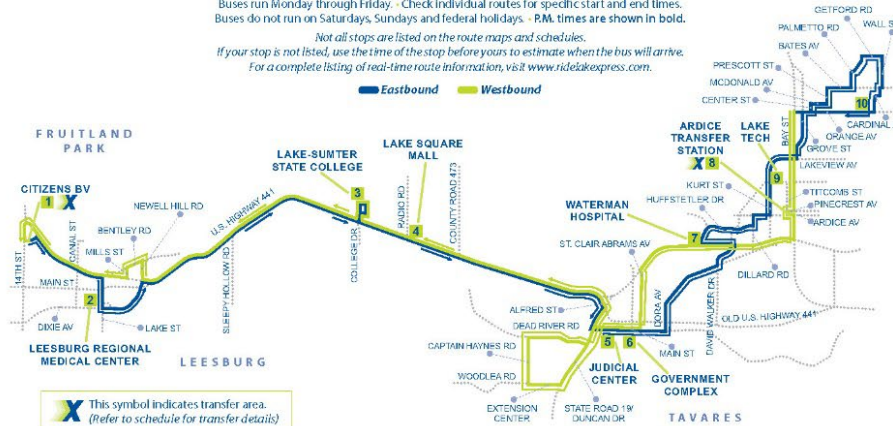 Buses run Monday through Friday. • Check individual routes for specific start and end times.
Buses do not run on Saturdays, Sundays and federal holidays. • P.M. times are shown in bold.
Not all stops are listed on the route maps and schedules.
If your stop is not listed, use the time of the stop before yours to estimate when the bus will arrive.
For a complete listing of real-time route information, visit www.ridelakexpress.com.
Eastbound
Westbound
GETFORD RD
PALMETTO RD
WALL S
BATES AV
PRESCOTT ST
MCDONALD AV
CENTER ST
10
CARDINAL
ORANGE AV
GROVE ST
BAY ST
LAKEVIEW AV
FRUITLAND
PARK
ARDICE
TRANSFER
STATION
X 8
LAKE
TECH
9
KURT ST
HUFFSTETLER DR
TITCOMB ST
PINECREST AV
ARDICE AV
LAKE SQUARE
MALL
LAKE-SUMTER
STATE COLLEGE
3
4
CITIZENS BV
1 X
NEWELL HILL RD
BENTLEY RD
MILLS ST
CANAL ST
14TH ST
MAIN ST
2
DIXIE AV
LAKE ST
LEESBURG REGIONAL
MEDICAL CENTER
U.S. HIGHWAY 441
SLEEPY HOLLOW RD
COLLEGE DR
RADIO RD
COUNTY ROAD 473
WATERMAN
HOSPITAL
7
ST. CLAIR ABRAMS AV
DILLARD RD
DORA AV
DAVID WALKER DR
OLD U.S. HIGHWAY 441
ALFRED ST
DEAD RIVER RD
CAPTAIN HAYNES RD
WOODLEA RD
5 6
MAIN ST
JUDICIAL
CENTER
GOVERNMENT
COMPLEX
EXTENSION
CENTER
STATE ROAD 19/
DUNCAN DR
LEESBURG
TAVARES
X This symbol indicates transfer area.
(Refer to schedule for transfer details)